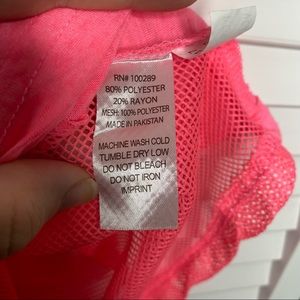 RN# 100289
80% POLYESTER
20% RAYON
MESH: 100% POLYESTER
MADE IN PAKISTAN
MACHINE WASH COLD
TUMBLE DRY LOW
DO NOT BLEACH
DO NOT IRON
IMPRINT